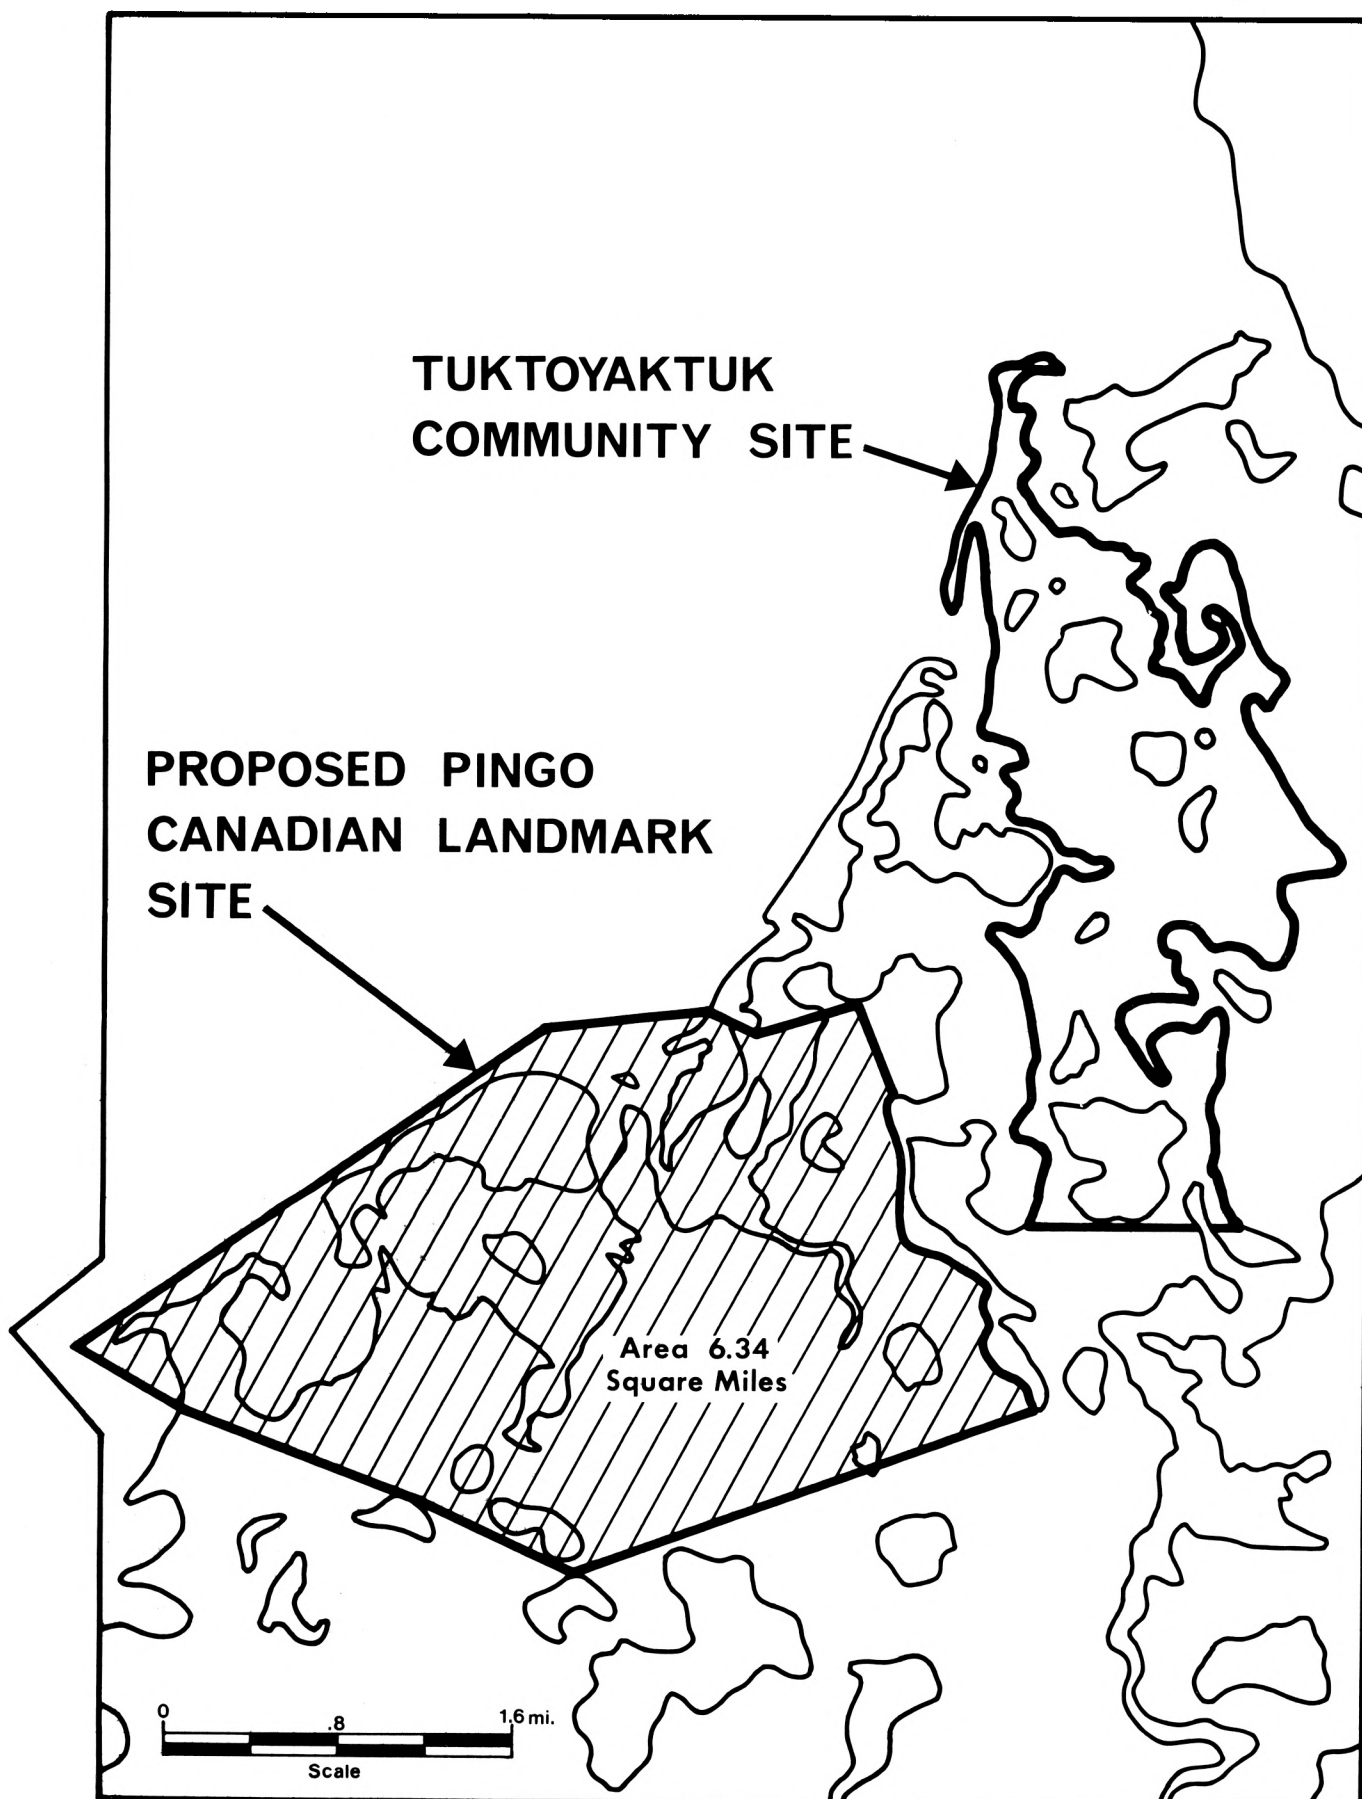 TUKTOYAKTUK
COMMUNITY SITE
PROPOSED PINGO
CANADIAN LANDMARK
SITE
Area 6.34
Square Miles
0 .8 1.6 mi.
Scale